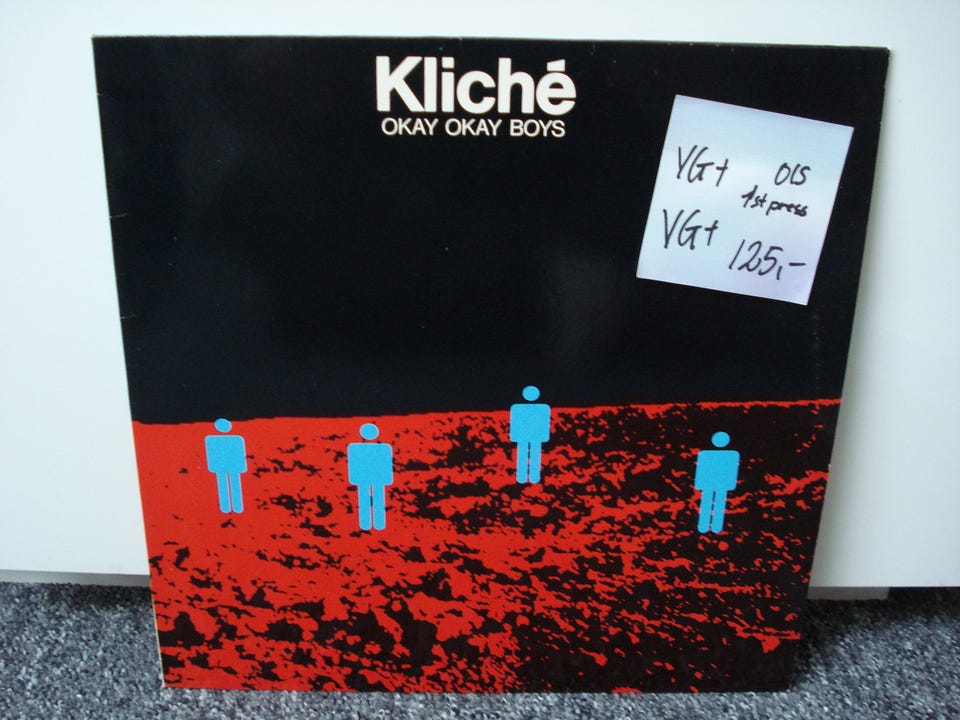 Kliché
OKAY OKAY BOYS
VG+ OIS
1st press
VG+ 125,-